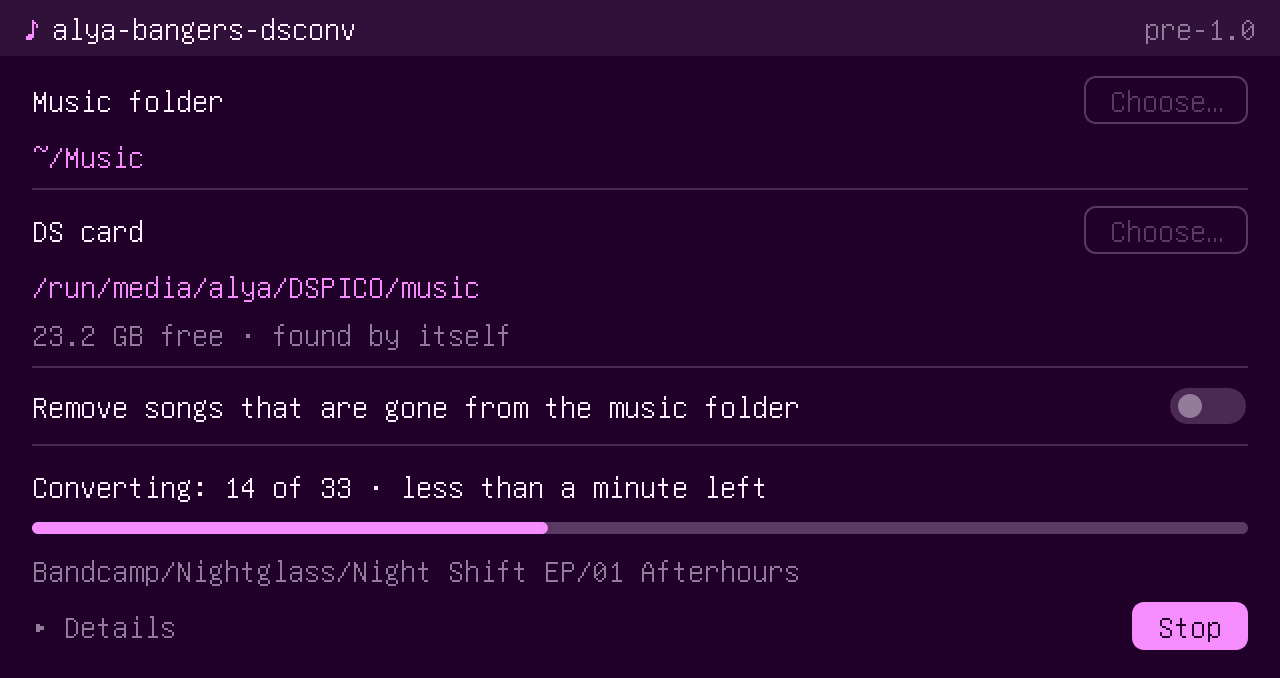 ♪ alya-bangers-dsconv pre-1.0
Music folder Choose…
~/Music
DS card Choose…
/run/media/alya/DSPICO/music
23.2 GB free · found by itself
Remove songs that are gone from the music folder
Converting: 14 of 33 · less than a minute left
Bandcamp/Nightglass/Night Shift EP/01 Afterhours
▸ Details Stop